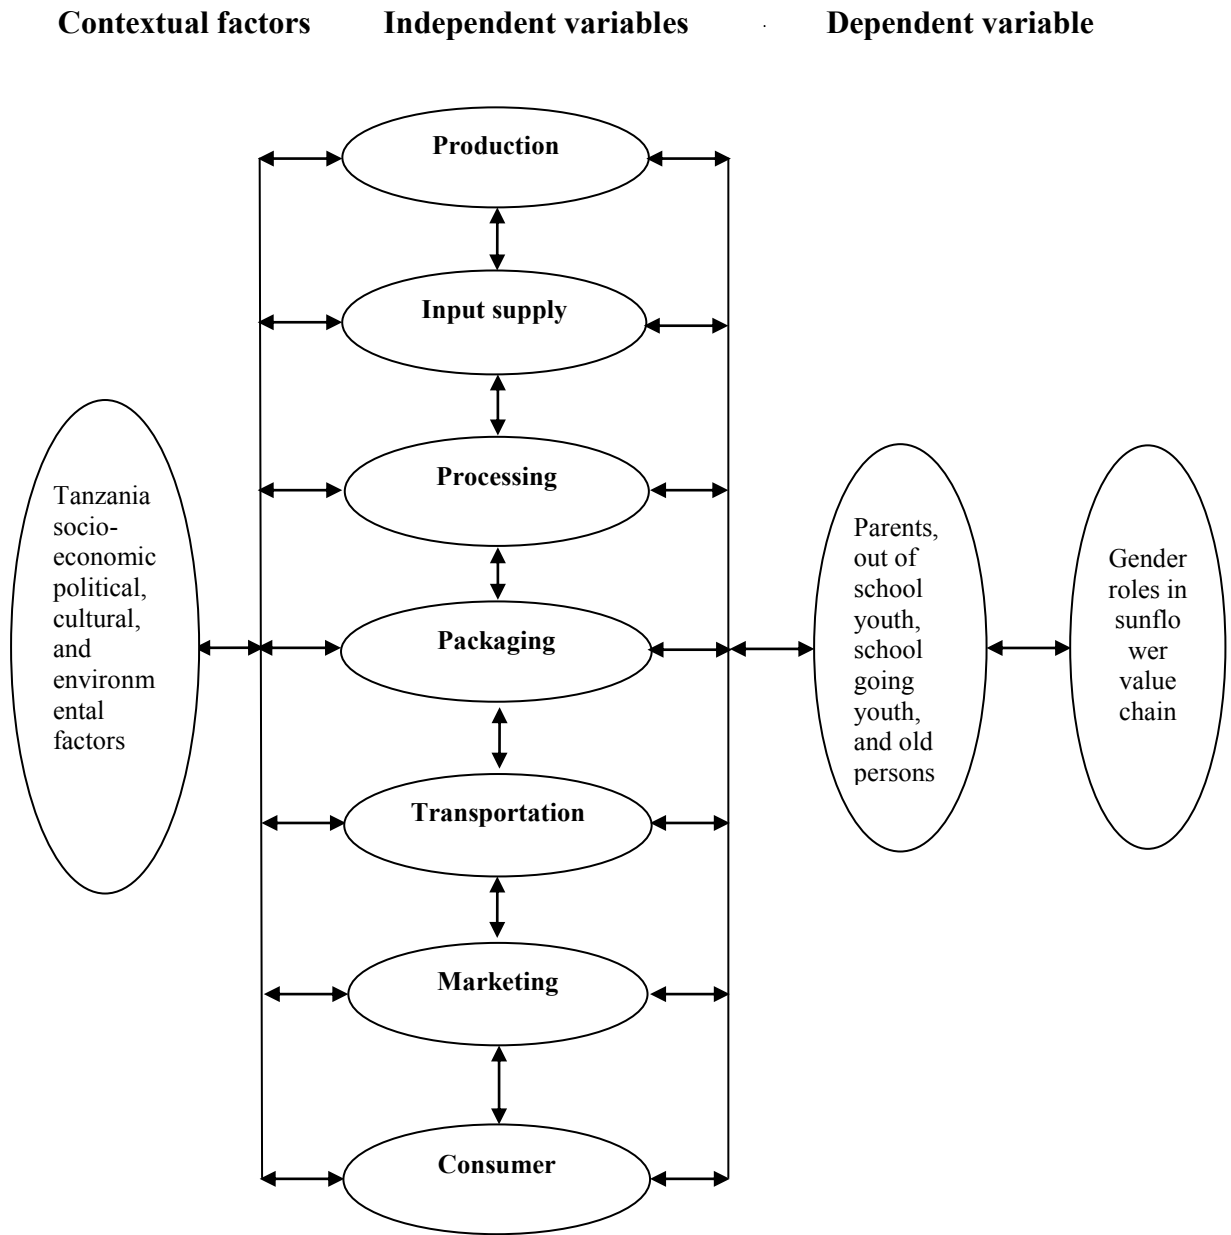 Contextual factors Independent variables . Dependent variable
Production
Input supply
Processing
Packaging
Transportation
Marketing
Consumer
Tanzania
socio-
economic
political,
cultural,
and
environm
ental
factors
Parents,
out of
school
youth,
school
going
youth,
and old
persons
Gender
roles in
sunflo
wer
value
chain